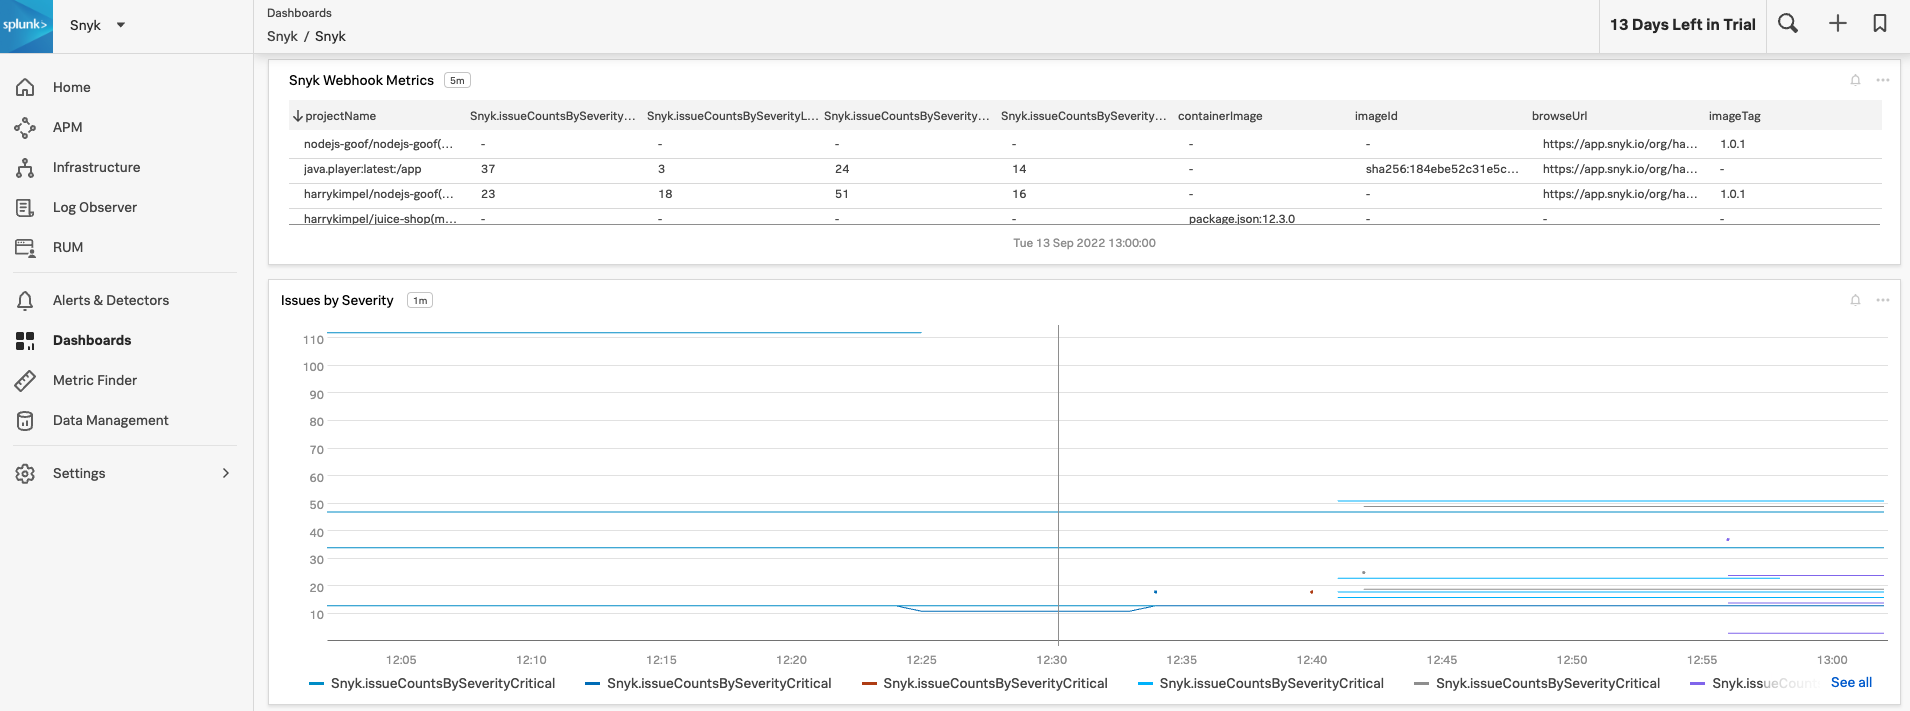 splunk>
Snyk
Dashboards
Snyk / Snyk
13 Days Left in Trial
Home
APM
Infrastructure
Log Observer
RUM
Alerts & Detectors
Dashboards
Metric Finder
Data Management
Settings
Snyk Webhook Metrics 5m
projectName Snyk.issueCountsBySeverity... Snyk.issueCountsBySeverityL... Snyk.issueCountsBySeverity... Snyk.issueCountsBySeverity... containerImage imageId browseUrl imageTag
nodejs-goof/nodejs-goof(... - - - - - - https://app.snyk.io/org/ha... 1.0.1
java.player:latest:/app 37 3 24 14 - sha256:184ebe52c31e5c... https://app.snyk.io/org/ha... -
harrykimpel/nodejs-goof(... 23 18 51 16 - - https://app.snyk.io/org/ha... 1.0.1
harrykimpel/juice-shop(m... - - - - package.json:12.3.0 - - -
Tue 13 Sep 2022 13:00:00
Issues by Severity 1m
110
100
90
80
70
60
50
40
30
20
10
12:05 12:10 12:15 12:20 12:25 12:30 12:35 12:40 12:45 12:50 12:55 13:00
Snyk.issueCountsBySeverityCritical Snyk.issueCountsBySeverityCritical Snyk.issueCountsBySeverityCritical Snyk.issueCountsBySeverityCritical Snyk.issueCountsBySeverityCritical Snyk.issueCoun See all